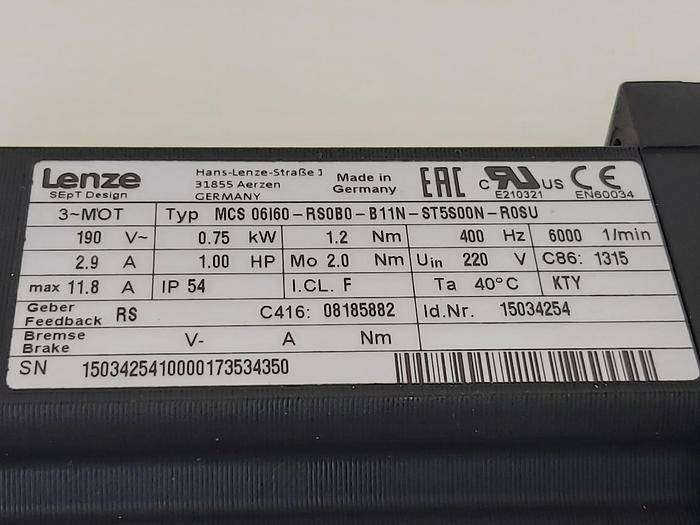 Lenze
SEpT Design
Hans-Lenze-Straße 1
31855 Aerzen
GERMANY
Made in
Germany
EAC
c RU US
E210321
CE
EN60034
3~MOT Typ MCS 06I60-RS0B0-B11N-ST5S00N-R0SU
190 V~ 0.75 kW 1.2 Nm 400 Hz 6000 1/min
2.9 A 1.00 HP Mo 2.0 Nm Uin 220 V C86: 1315
max 11.8 A IP 54 I.CL. F Ta 40°C KTY
Geber
Feedback RS C416: 08185882 Id.Nr. 15034254
Bremse
Brake V- A Nm
SN 1503425410000173534350